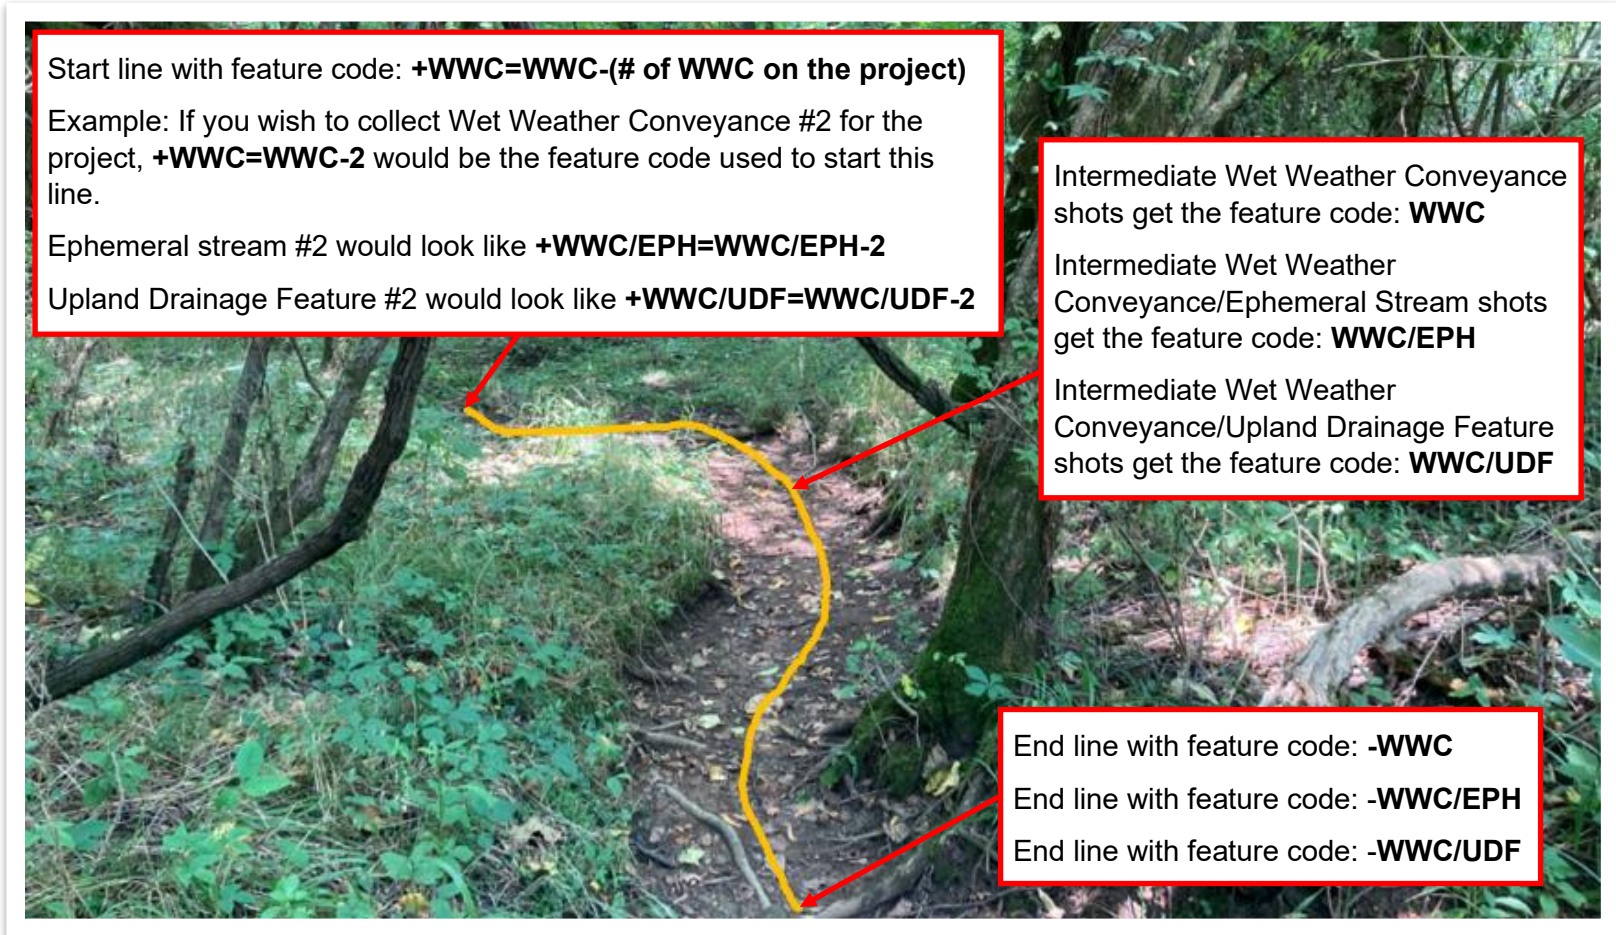 Start line with feature code: +WWC=WWC-(# of WWC on the project)
Example: If you wish to collect Wet Weather Conveyance #2 for the
project, +WWC=WWC-2 would be the feature code used to start this
line.
Ephemeral stream #2 would look like +WWC/EPH=WWC/EPH-2
Upland Drainage Feature #2 would look like +WWC/UDF=WWC/UDF-2
Intermediate Wet Weather Conveyance
shots get the feature code: WWC
Intermediate Wet Weather
Conveyance/Ephemeral Stream shots
get the feature code: WWC/EPH
Intermediate Wet Weather
Conveyance/Upland Drainage Feature
shots get the feature code: WWC/UDF
End line with feature code: -WWC
End line with feature code: -WWC/EPH
End line with feature code: -WWC/UDF